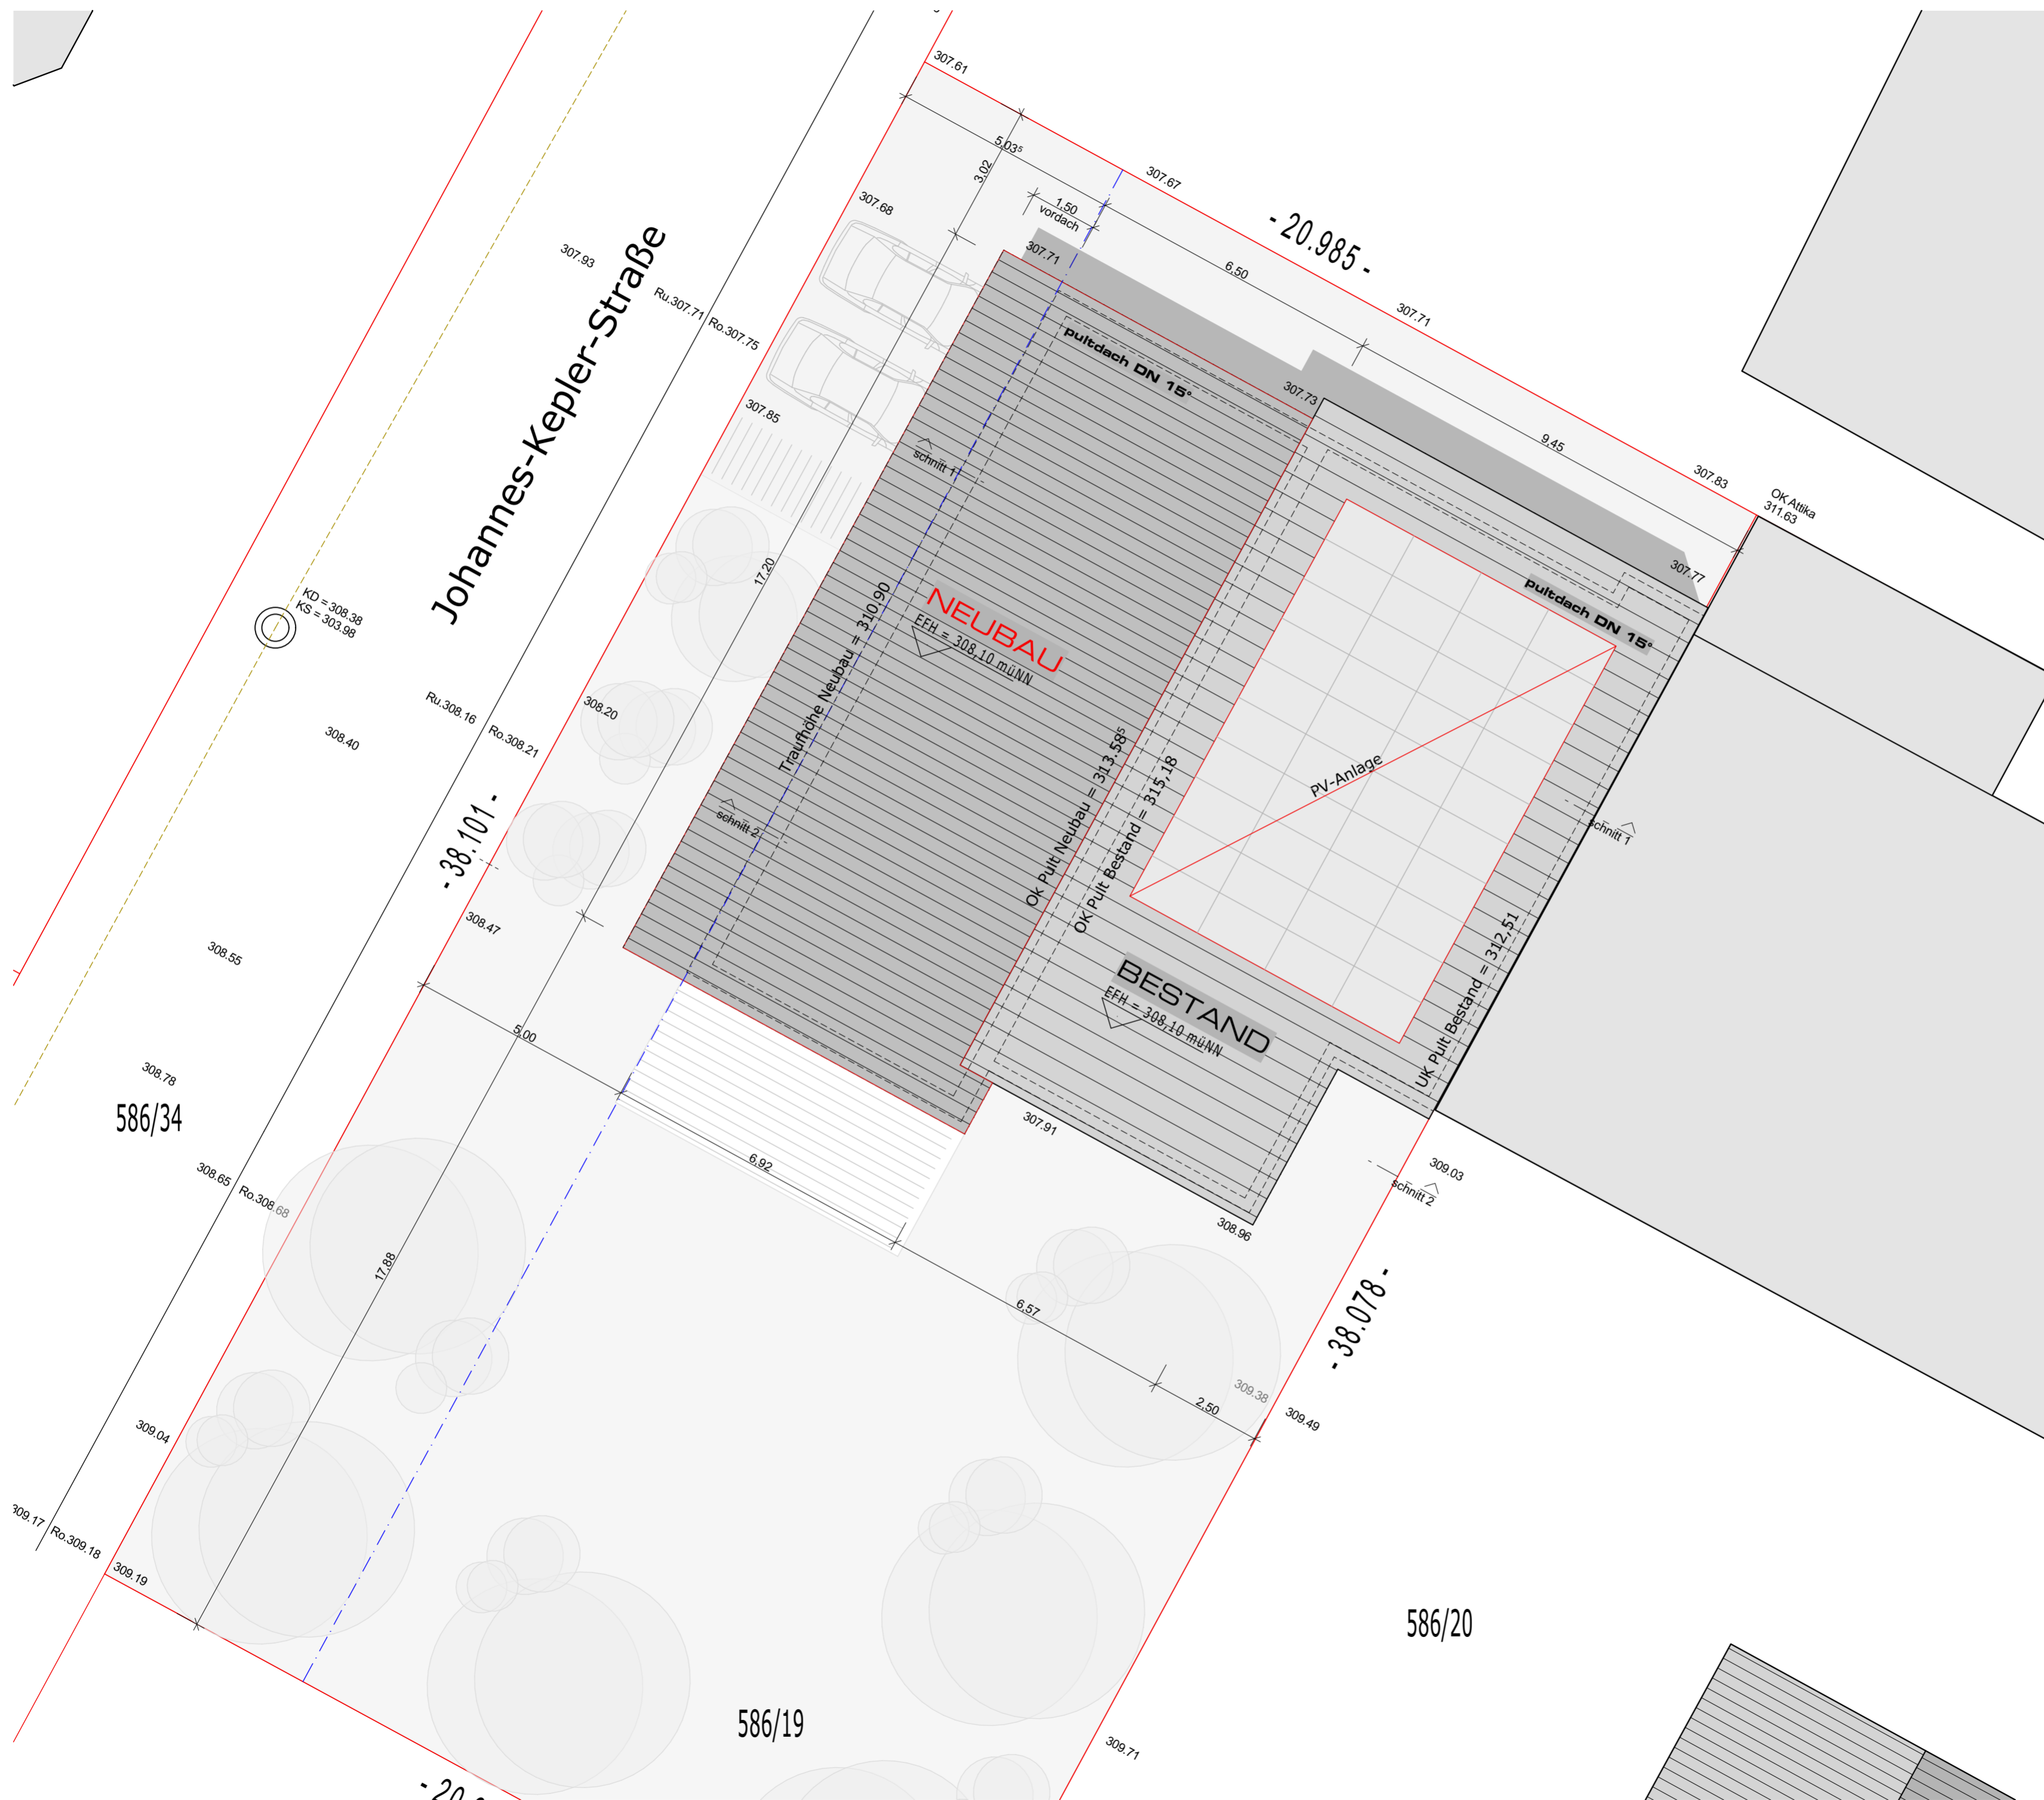 307.61
5,03⁵
3,02
307.67
- 20.985 -
307.68
1,50
vordach
307.93
307.71
6,50
Ru.307.71
Ro.307.75
307.71
pultdach DN 15°
307.73
307.85
9,45
307.83
OK Attika
311.63
schnitt 1
Johannes-Kepler-Straße
307.77
17,20
pultdach DN 15°
KD = 308.38
KS = 303.98
NEUBAU
EFH = 308,10 müNN
Traufhöhe Neubau = 310,90
Ru.308.16
Ro.308.21
308.20
308.40
PV-Anlage
Ok Pult Neubau = 313.58⁵
OK Pult Bestand = 315,18
schnitt 2
schnitt 1
- 38.101 -
308.47
308.55
BESTAND
EFH = 308,10 müNN
UK Pult Bestand = 312,51
5,00
308.78
586/34
307.91
6,92
309.03
schnitt 2
308.65
Ro.308.68
308.96
17,88
6,57
- 38.078 -
309.38
2,50
309.49
309.04
309.17
Ro.309.18
309.19
586/20
586/19
309.71